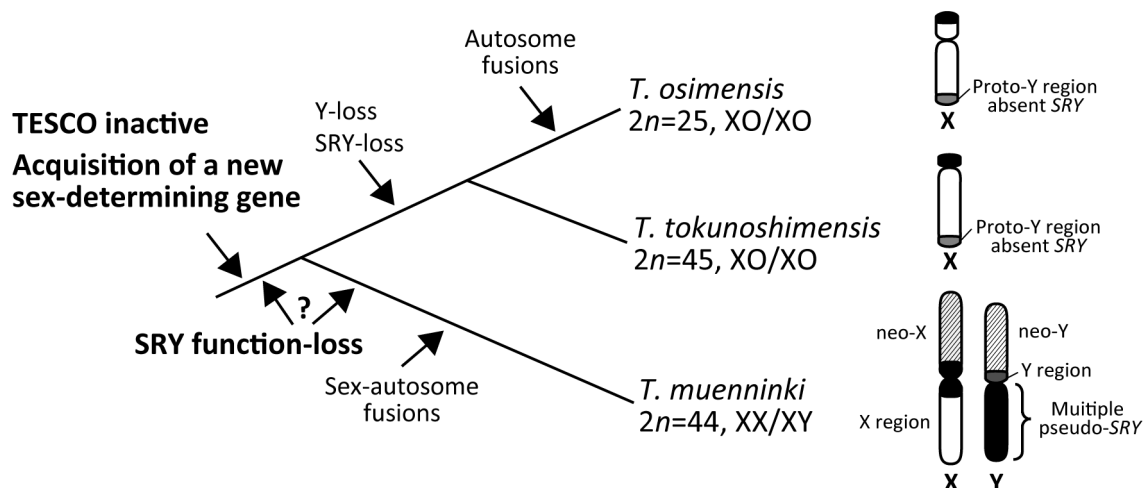 Autosome
fusions
T. osimensis
2n=25, XO/XO
Proto-Y region
absent SRY
X
Y-loss
SRY-loss
TESCO inactive
Acquisition of a new
sex-determining gene
T. tokunoshimensis
2n=45, XO/XO
Proto-Y region
absent SRY
X
?
SRY function-loss
Sex-autosome
fusions
T. muenninki
2n=44, XX/XY
neo-X
neo-Y
Y region
X region
Muitiple
pseudo-SRY
X
Y